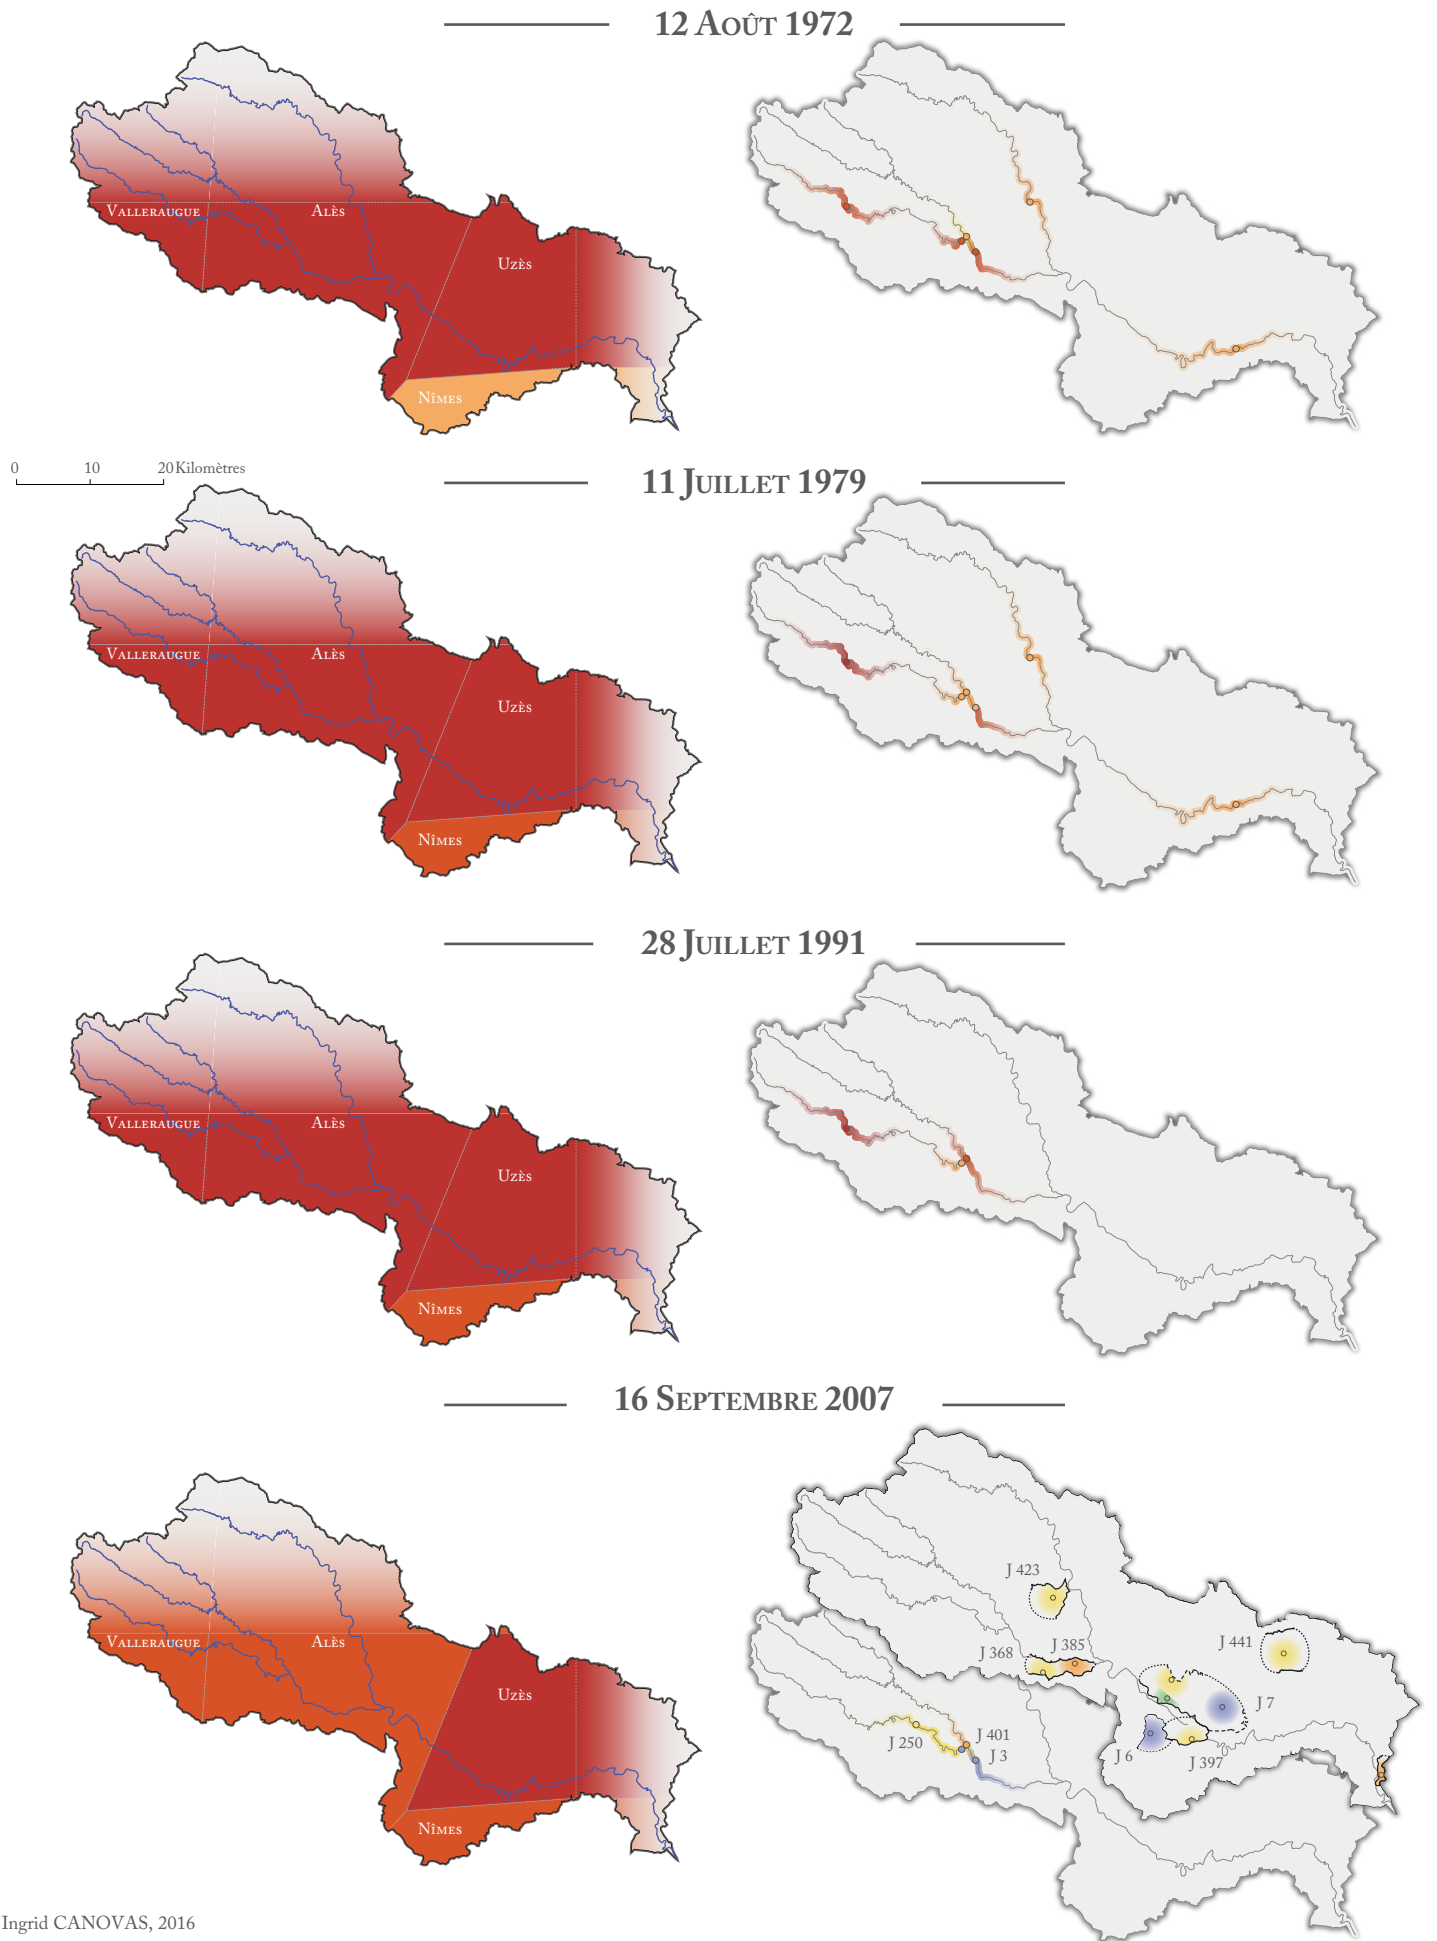 12 Août 1972
Valleraugue
Alès
Uzès
Nîmes
0 10 20 Kilomètres
11 Juillet 1979
Valleraugue
Alès
Uzès
Nîmes
28 Juillet 1991
Valleraugue
Alès
Uzès
Nîmes
16 Septembre 2007
Valleraugue
Alès
Uzès
Nîmes
J 423
J 441
J 385
J 368
J 7
J 401
J 250
J 3
J 6
J 397
Ingrid CANOVAS, 2016